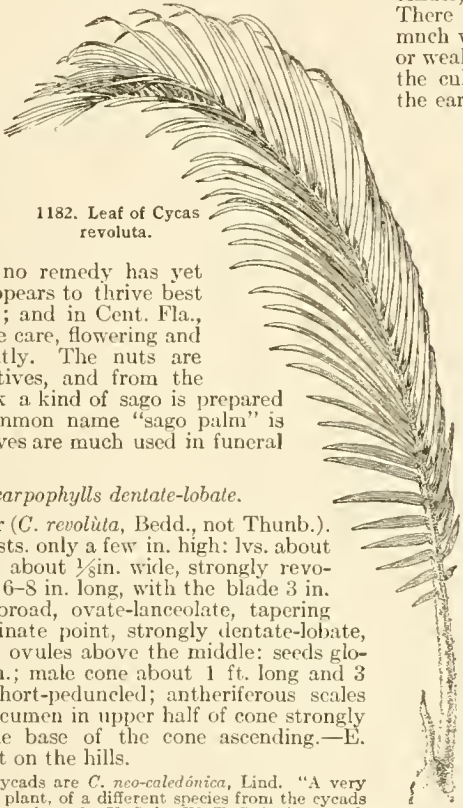 There
much
or weal
the cu
the ear
1182. Leaf of Cycas
revoluta.
no remedy has yet
ppears to thrive best
; and in Cent. Fla.,
e care, flowering and
tly. The nuts are
tives, and from the
a kind of sago is prepared
mmon name "sago palm" is
ves are much used in funeral
carpophylls dentate-lobate.
r (C. revolùta, Bedd., not Thunb.).
sts. only a few in. high: lvs. about
about ⅛in. wide, strongly revo-
6-8 in. long, with the blade 3 in.
broad, ovate-lanceolate, tapering
inate point, strongly dentate-lobate,
ovules above the middle: seeds glo-
n.; male cone about 1 ft. long and 3
hort-peduncled; antheriferous scales
cumen in upper half of cone strongly
e base of the cone ascending.—E.
t on the hills.
ycads are C. neo-caledónica, Lind. "A very
plant, of a different species from the cycads